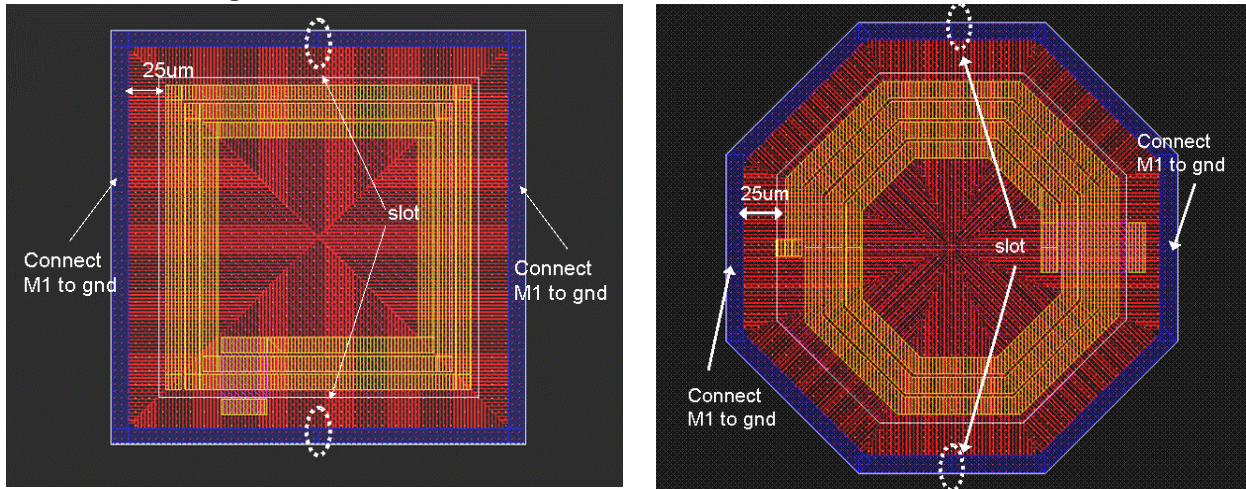 25um
slot
Connect
M1 to gnd
Connect
M1 to gnd
Connect
M1 to gnd
25um
slot
Connect
M1 to gnd